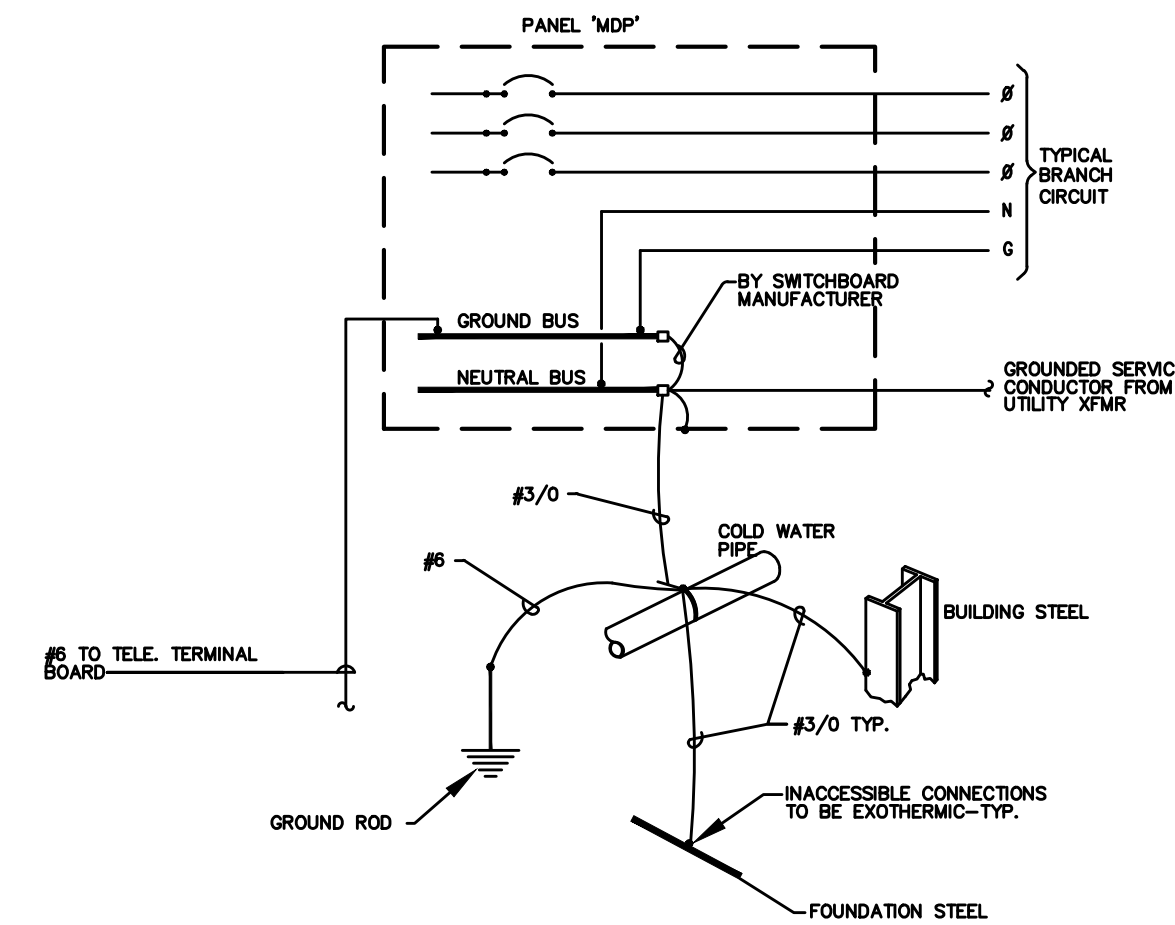 PANEL 'MDP'
Ø
Ø
Ø
N
G
TYPICAL
BRANCH
CIRCUIT
BY SWITCHBOARD
MANUFACTURER
GROUND BUS
NEUTRAL BUS
GROUNDED SERVIC
CONDUCTOR FROM
UTILITY XFMR
#3/0
COLD WATER
PIPE
#6
BUILDING STEEL
#6 TO TELE. TERMINAL
BOARD
#3/0 TYP.
INACCESSIBLE CONNECTIONS
TO BE EXOTHERMIC-TYP.
GROUND ROD
FOUNDATION STEEL